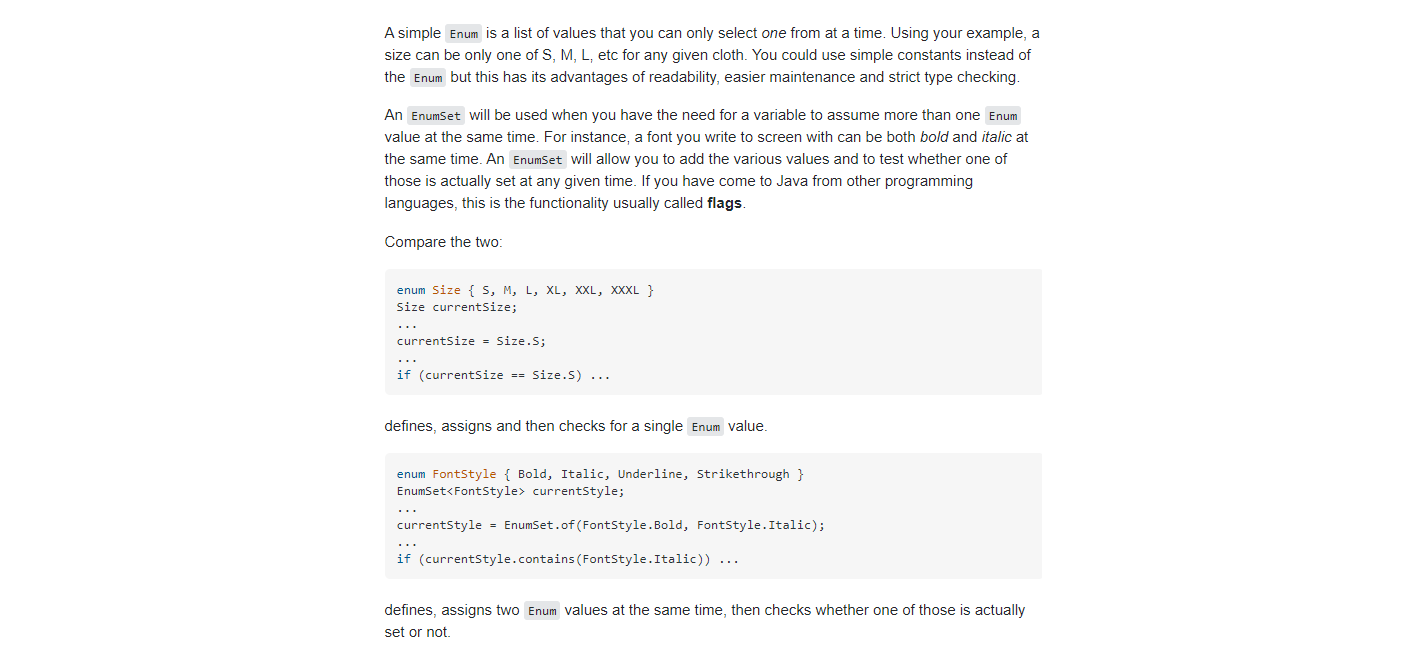 A simple Enum is a list of values that you can only select one from at a time. Using your example, a
size can be only one of S, M, L, etc for any given cloth. You could use simple constants instead of
the Enum but this has its advantages of readability, easier maintenance and strict type checking.
An EnumSet will be used when you have the need for a variable to assume more than one Enum
value at the same time. For instance, a font you write to screen with can be both bold and italic at
the same time. An EnumSet will allow you to add the various values and to test whether one of
those is actually set at any given time. If you have come to Java from other programming
languages, this is the functionality usually called flags.
Compare the two:
enum Size { S, M, L, XL, XXL, XXXL }
Size currentSize;
...
currentSize = Size.S;
...
if (currentSize == Size.S) ...
defines, assigns and then checks for a single Enum value.
enum FontStyle { Bold, Italic, Underline, Strikethrough }
EnumSet<FontStyle> currentStyle;
...
currentStyle = EnumSet.of(FontStyle.Bold, FontStyle.Italic);
...
if (currentStyle.contains(FontStyle.Italic)) ...
defines, assigns two Enum values at the same time, then checks whether one of those is actually
set or not.